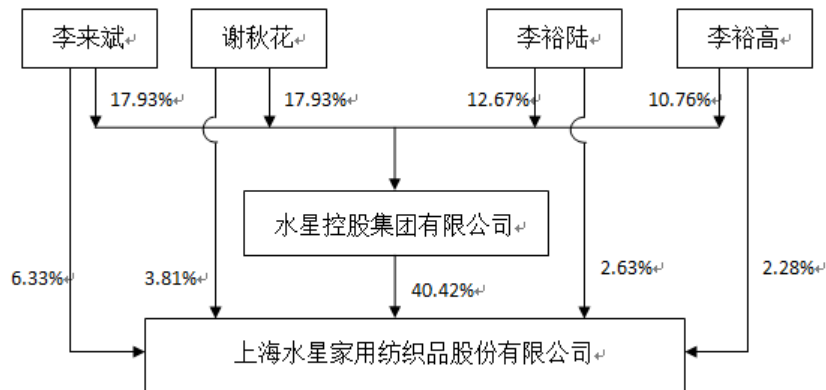 李来斌
谢秋花
李裕陆
李裕高
17.93%
17.93%
12.67%
10.76%
水星控股集团有限公司
6.33%
3.81%
40.42%
2.63%
2.28%
上海水星家用纺织品股份有限公司